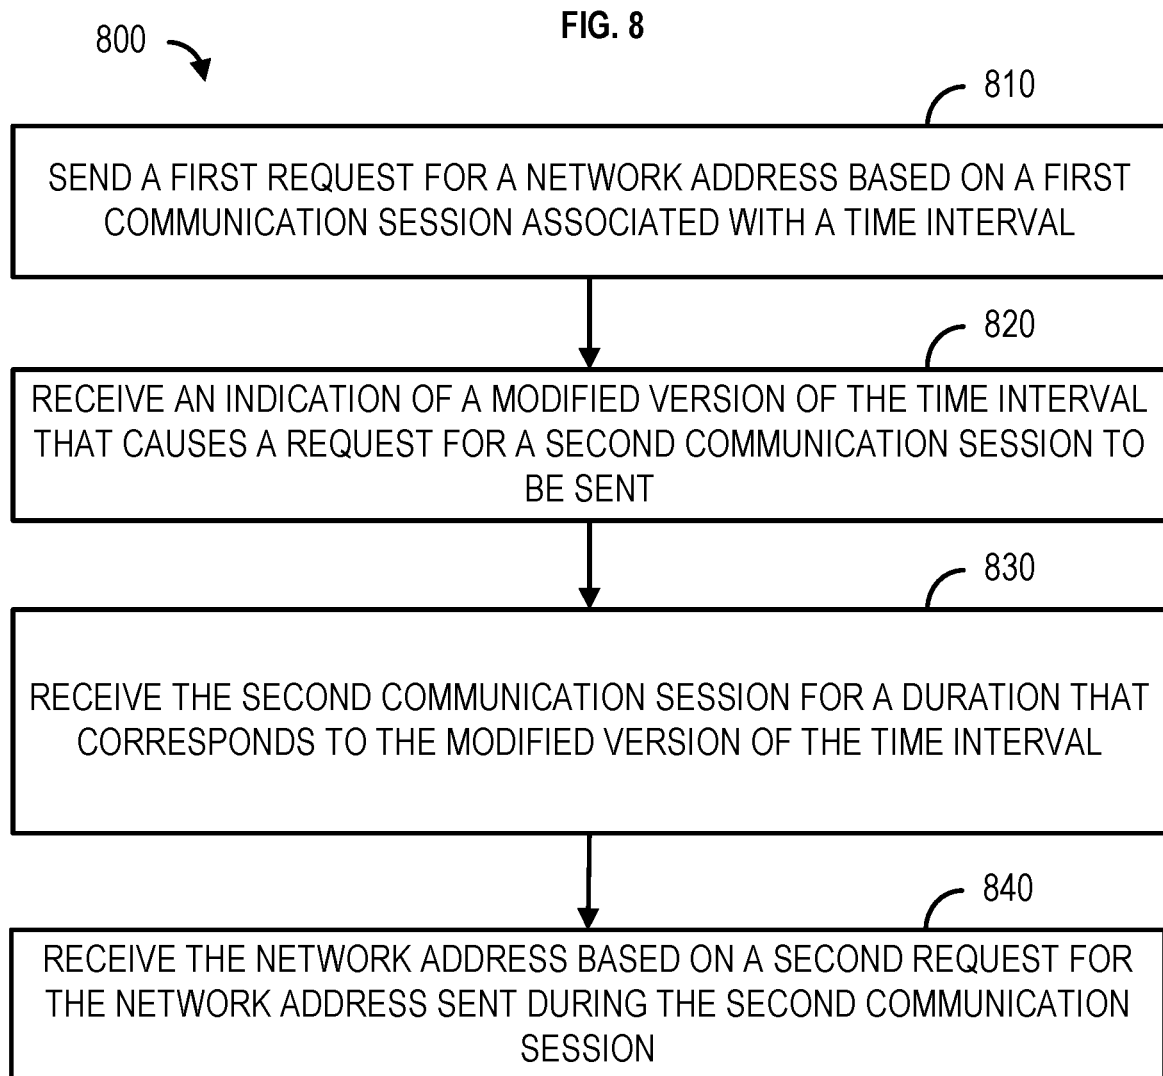 FIG. 8
800
810
SEND A FIRST REQUEST FOR A NETWORK ADDRESS BASED ON A FIRST
COMMUNICATION SESSION ASSOCIATED WITH A TIME INTERVAL
820
RECEIVE AN INDICATION OF A MODIFIED VERSION OF THE TIME INTERVAL
THAT CAUSES A REQUEST FOR A SECOND COMMUNICATION SESSION TO
BE SENT
830
RECEIVE THE SECOND COMMUNICATION SESSION FOR A DURATION THAT
CORRESPONDS TO THE MODIFIED VERSION OF THE TIME INTERVAL
840
RECEIVE THE NETWORK ADDRESS BASED ON A SECOND REQUEST FOR
THE NETWORK ADDRESS SENT DURING THE SECOND COMMUNICATION
SESSION